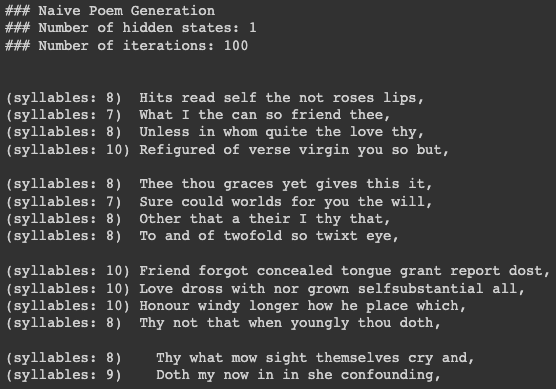 ### Naive Poem Generation
### Number of hidden states: 1
### Number of iterations: 100
(syllables: 8) Hits read self the not roses lips,
(syllables: 7) What I the can so friend thee,
(syllables: 8) Unless in whom quite the love thy,
(syllables: 10) Refigured of verse virgin you so but,
(syllables: 8) Thee thou graces yet gives this it,
(syllables: 7) Sure could worlds for you the will,
(syllables: 8) Other that a their I thy that,
(syllables: 8) To and of twofold so twixt eye,
(syllables: 10) Friend forgot concealed tongue grant report dost,
(syllables: 10) Love dross with nor grown selfsubstantial all,
(syllables: 10) Honour windy longer how he place which,
(syllables: 8) Thy not that when youngly thou doth,
(syllables: 8) Thy what mow sight themselves cry and,
(syllables: 9) Doth my now in in she confounding,